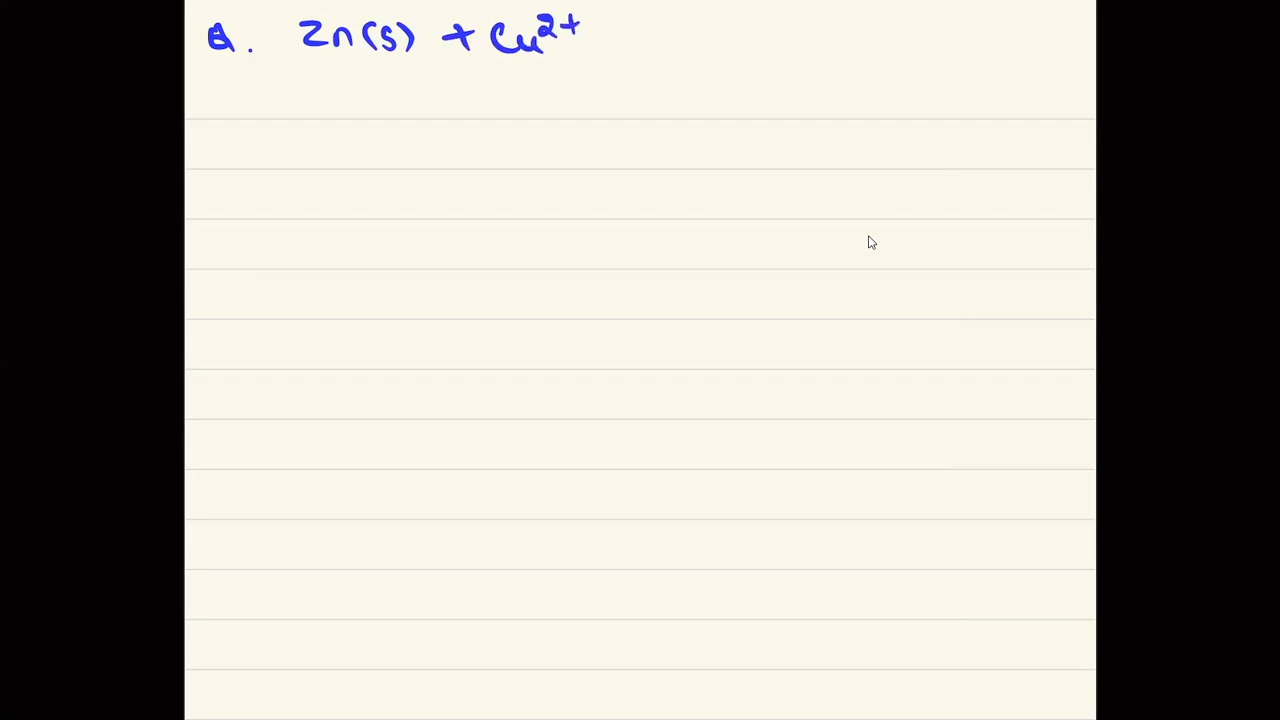 Q. Zn(s) + Cu²⁺